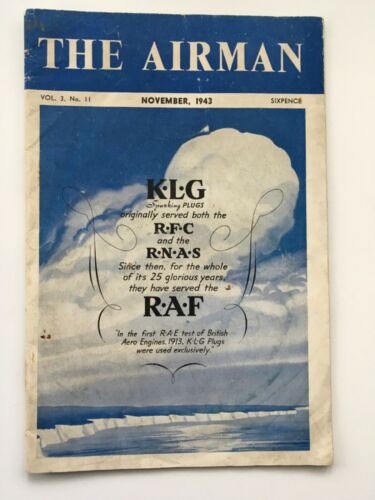 THE AIRMAN
VOL. 3, No. 11 NOVEMBER, 1943 SIXPENCE
K·L·G
Sparking PLUGS
originally served both the
R·F·C
and the
R·N·A·S
Since then, for the whole
of its 25 glorious years,
they have served the
R·A·F
"In the first R·A·E test of British
Aero Engines, 1913, K·L·G Plugs
were used exclusively."